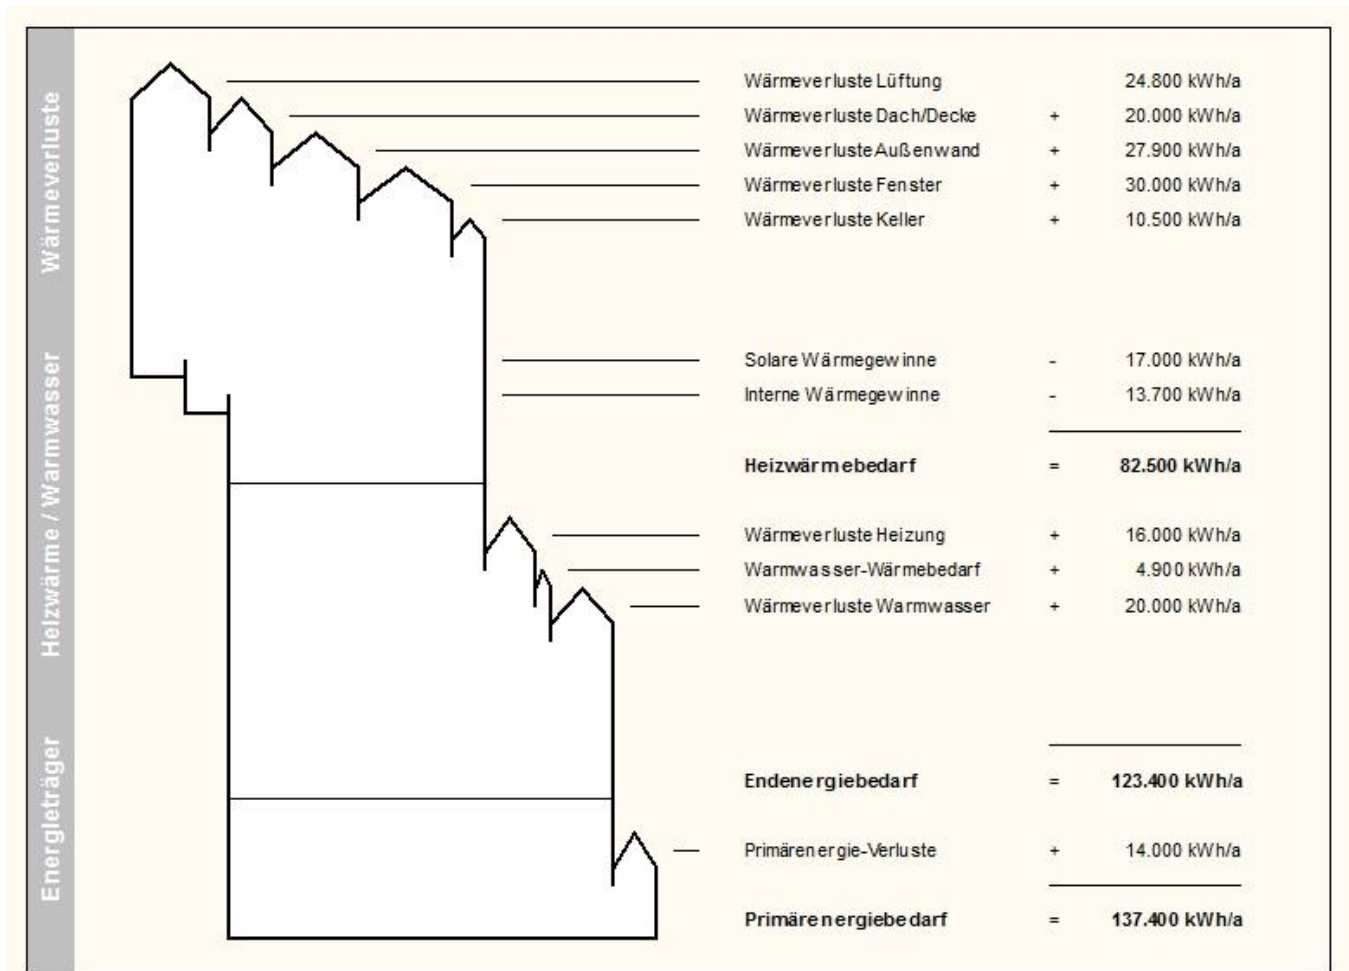 Wärmeverluste
Wärmeverluste Lüftung 24.800 kWh/a
Wärmeverluste Dach/Decke + 20.000 kWh/a
Wärmeverluste Außenwand + 27.900 kWh/a
Wärmeverluste Fenster + 30.000 kWh/a
Wärmeverluste Keller + 10.500 kWh/a
Heizwärme / Warmwasser
Solare Wärmegewinne - 17.000 kWh/a
Interne Wärmegewinne - 13.700 kWh/a
Heizwärmebedarf = 82.500 kWh/a
Wärmeverluste Heizung + 16.000 kWh/a
Warmwasser-Wärmebedarf + 4.900 kWh/a
Wärmeverluste Warmwasser + 20.000 kWh/a
Energieträger
Endenergiebedarf = 123.400 kWh/a
Primärenergie-Verluste + 14.000 kWh/a
Primärenergiebedarf = 137.400 kWh/a